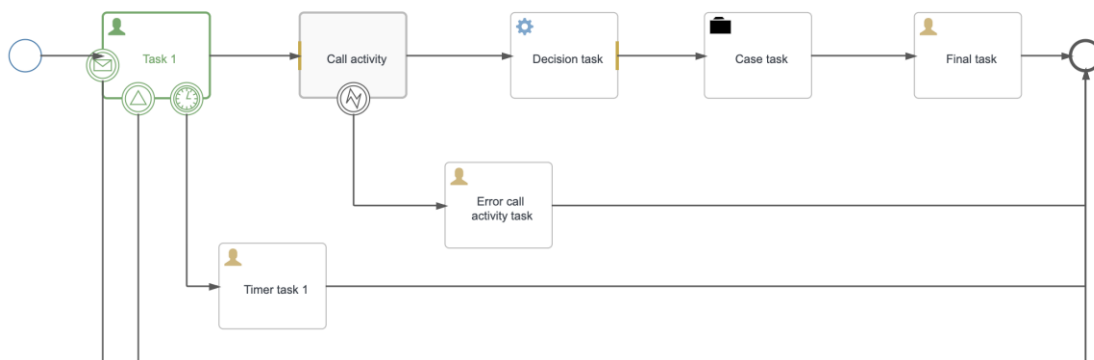 Task 1
Call activity
Decision task
Case task
Final task
Error call
activity task
Timer task 1